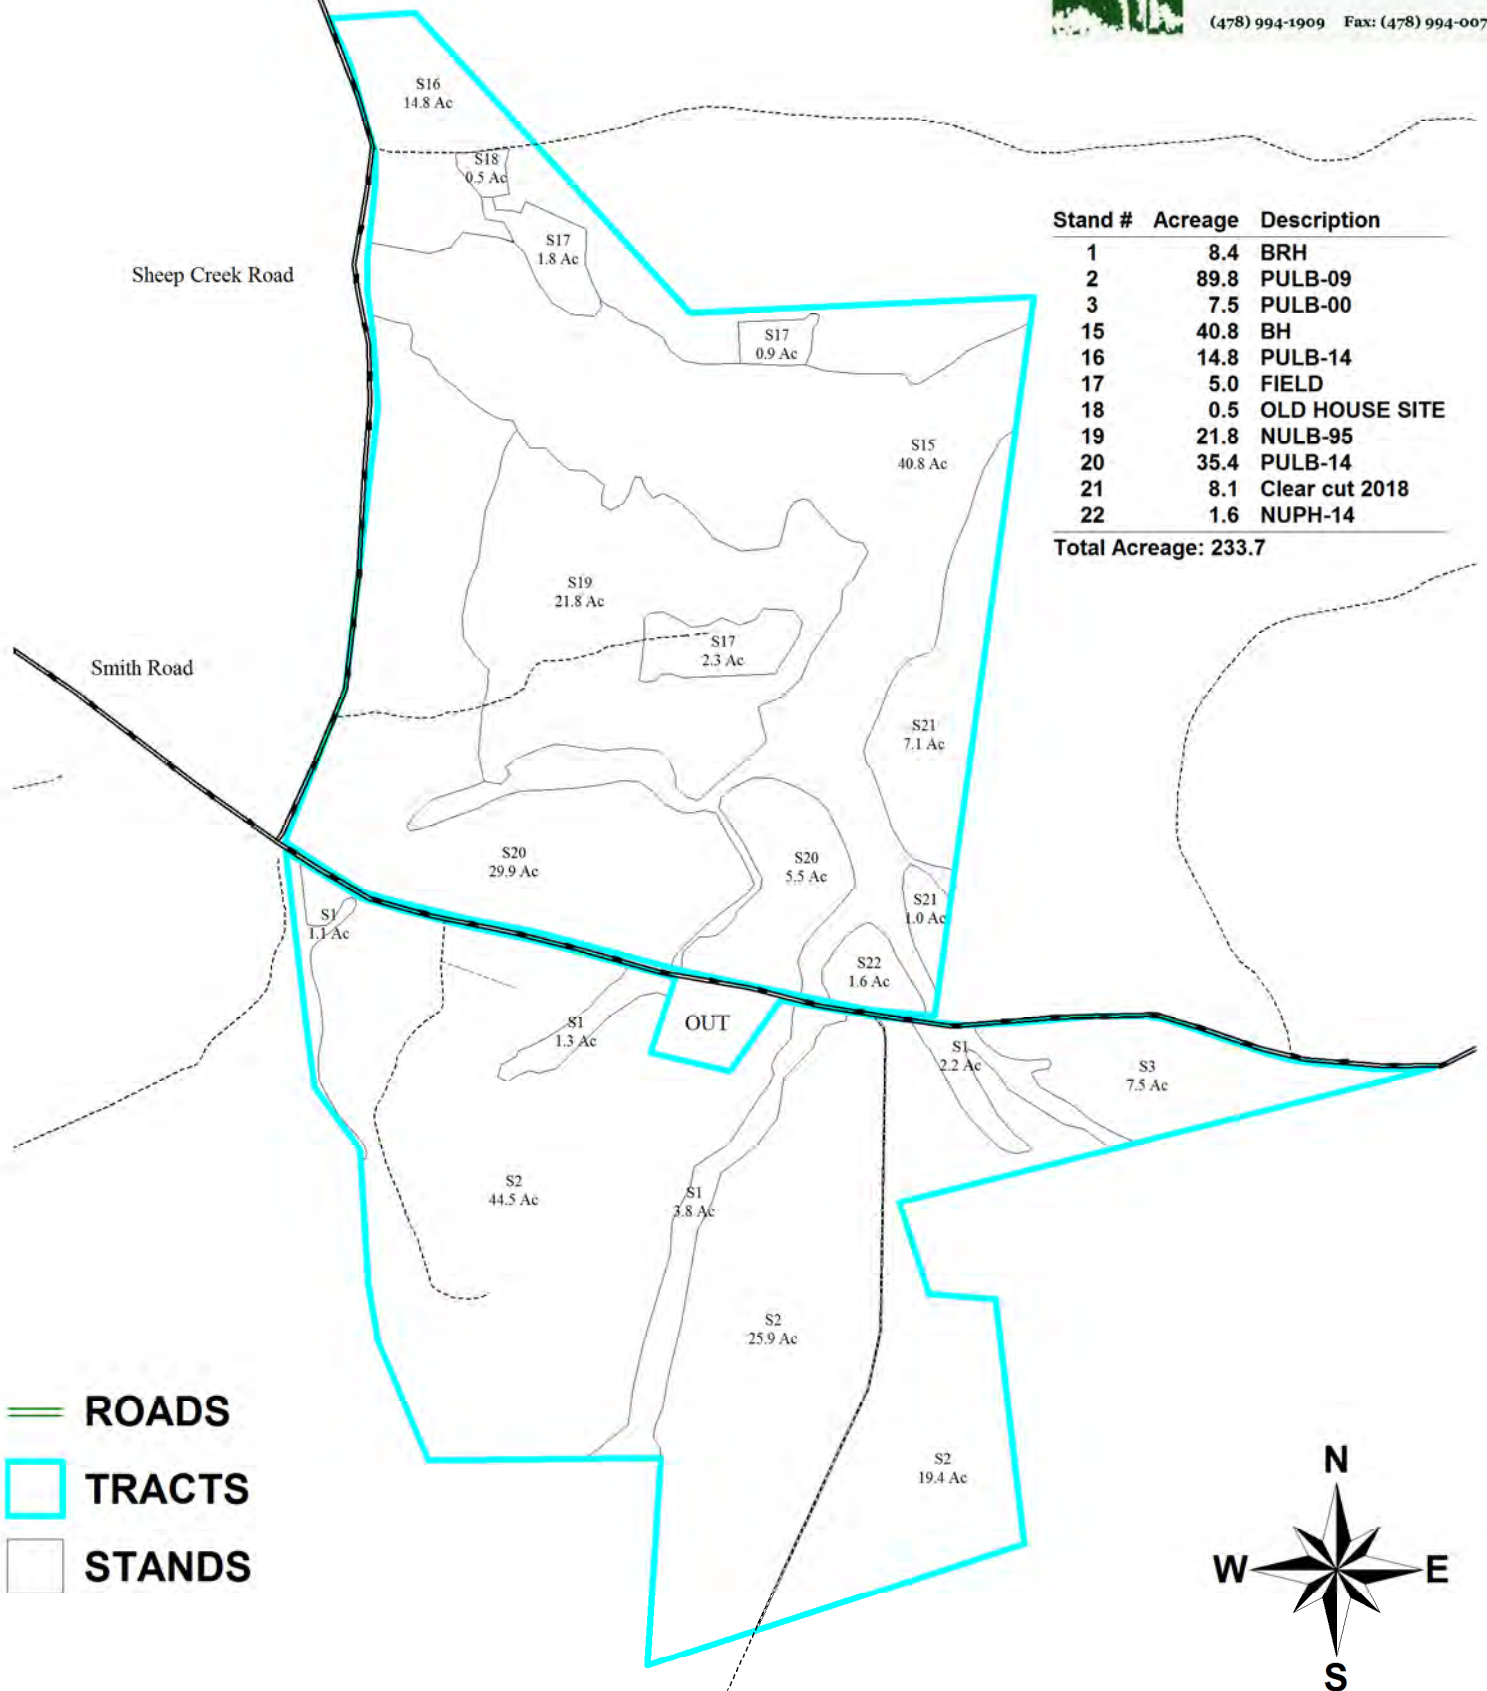 (478) 994-1909 Fax: (478) 994-007
S16
14.8 Ac
S18
0.5 Ac
S17
1.8 Ac
Sheep Creek Road
S17
0.9 Ac
Stand # Acreage Description
1 8.4 BRH
2 89.8 PULB-09
3 7.5 PULB-00
15 40.8 BH
16 14.8 PULB-14
17 5.0 FIELD
18 0.5 OLD HOUSE SITE
19 21.8 NULB-95
20 35.4 PULB-14
21 8.1 Clear cut 2018
22 1.6 NUPH-14
Total Acreage: 233.7
S15
40.8 Ac
S19
21.8 Ac
S17
2.3 Ac
Smith Road
S21
7.1 Ac
S20
29.9 Ac
S20
5.5 Ac
S21
1.0 Ac
S1
1.1 Ac
S22
1.6 Ac
S1
1.3 Ac
OUT
S1
2.2 Ac
S3
7.5 Ac
S2
44.5 Ac
S1
3.8 Ac
S2
25.9 Ac
S2
19.4 Ac
ROADS
TRACTS
STANDS
N
W E
S